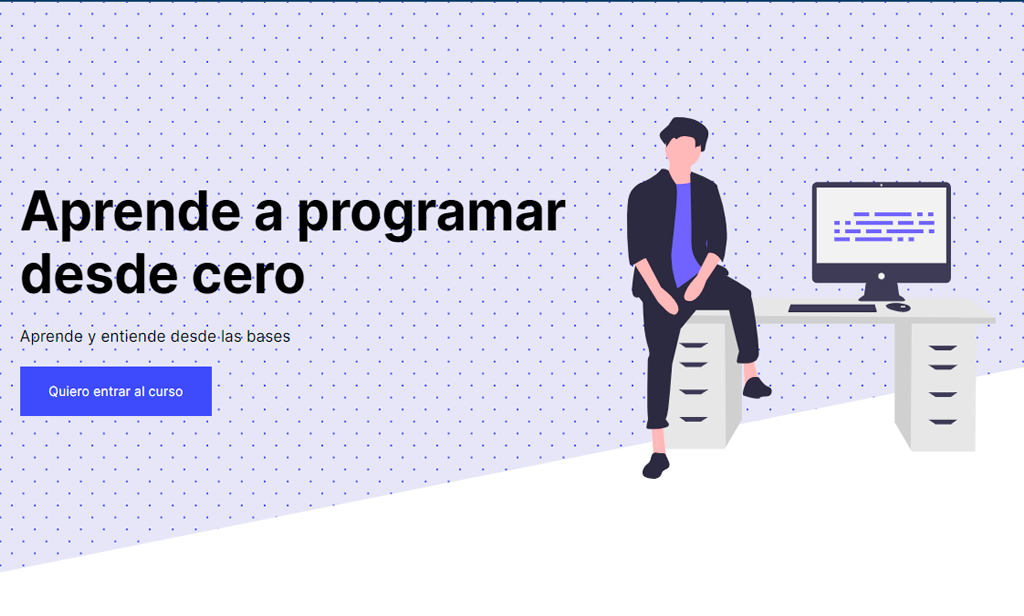 Aprende a programar
desde cero
Aprende y entiende desde las bases
Quiero entrar al curso